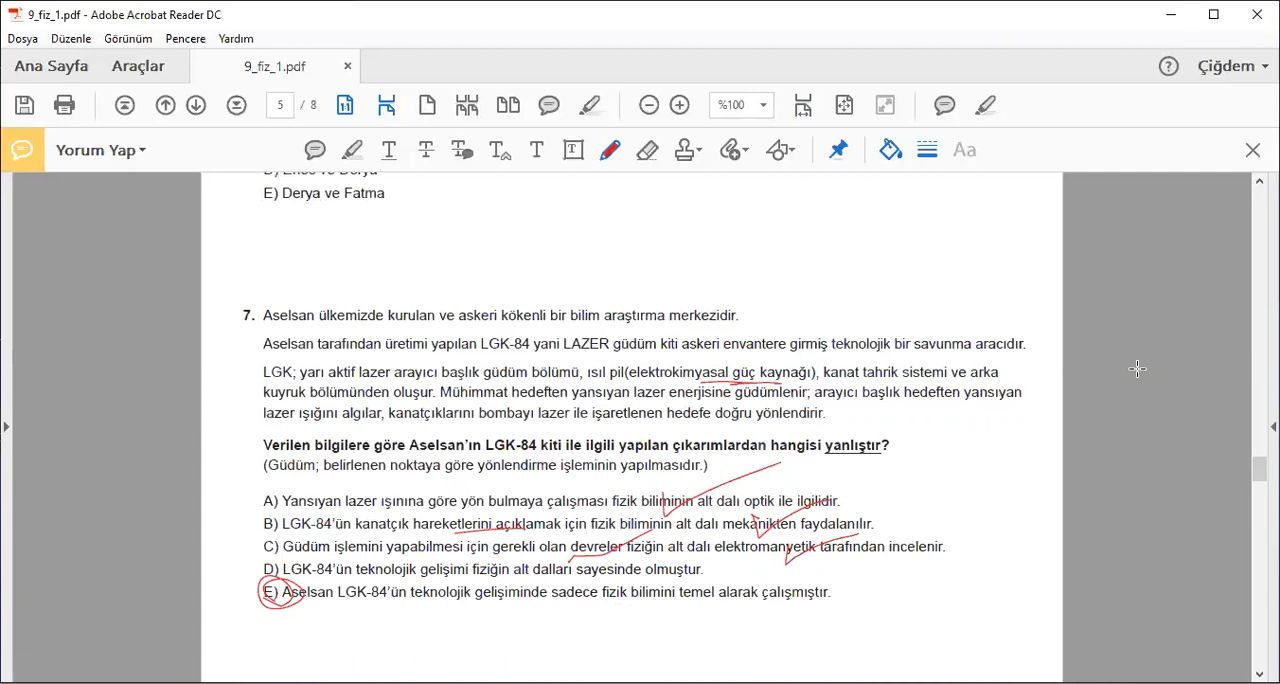 9_fiz_1.pdf - Adobe Acrobat Reader DC
Dosya Düzenle Görünüm Pencere Yardım
Ana Sayfa Araçlar 9_fiz_1.pdf × ? Çiğdem
5 / 8 %100
Yorum Yap Aa
E) Derya ve Fatma
7. Aselsan ülkemizde kurulan ve askeri kökenli bir bilim araştırma merkezidir.
Aselsan tarafından üretimi yapılan LGK-84 yani LAZER güdüm kiti askeri envantere girmiş teknolojik bir savunma aracıdır.
LGK; yarı aktif lazer arayıcı başlık güdüm bölümü, ısıl pil(elektrokimyasal güç kaynağı), kanat tahrik sistemi ve arka
kuyruk bölümünden oluşur. Mühimmat hedeften yansıyan lazer enerjisine güdümlenir; arayıcı başlık hedeften yansıyan
lazer ışığını algılar, kanatçıklarını bombayı lazer ile işaretlenen hedefe doğru yönlendirir.
Verilen bilgilere göre Aselsan'ın LGK-84 kiti ile ilgili yapılan çıkarımlardan hangisi yanlıştır?
(Güdüm; belirlenen noktaya göre yönlendirme işleminin yapılmasıdır.)
A) Yansıyan lazer ışınına göre yön bulmaya çalışması fizik biliminin alt dalı optik ile ilgilidir.
B) LGK-84'ün kanatçık hareketlerini açıklamak için fizik biliminin alt dalı mekanikten faydalanılır.
C) Güdüm işlemini yapabilmesi için gerekli olan devreler fiziğin alt dalı elektromanyetik tarafından incelenir.
D) LGK-84'ün teknolojik gelişimi fiziğin alt dalları sayesinde olmuştur.
E) Aselsan LGK-84'ün teknolojik gelişiminde sadece fizik bilimini temel alarak çalışmıştır.